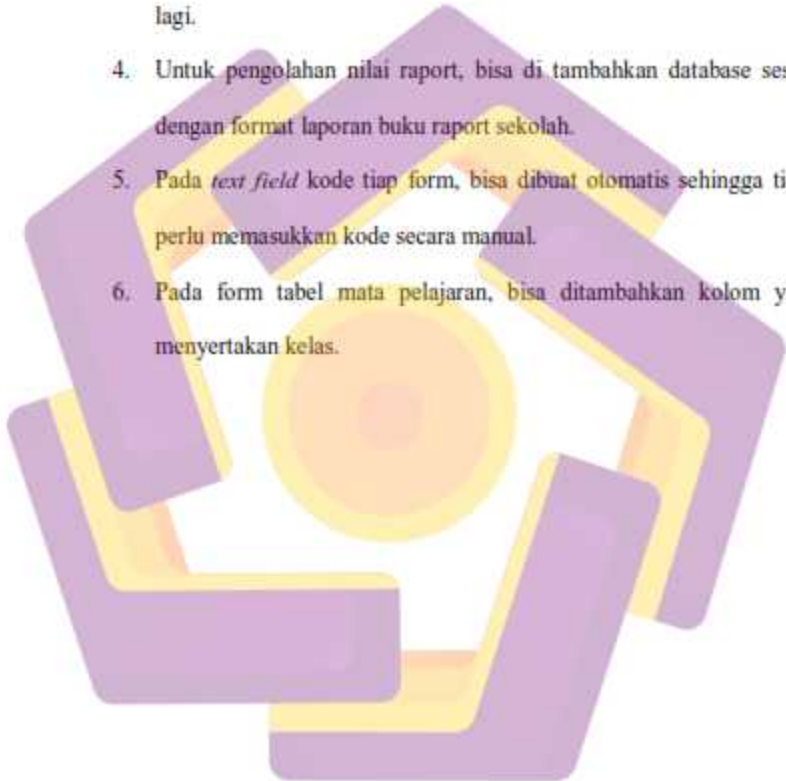 lagi.
4. Untuk pengolahan nilai raport, bisa di tambahkan database ses
dengan format laporan buku raport sekolah.
5. Pada text field kode tiap form, bisa dibuat otomatis sehingga ti
perlu memasukkan kode secara manual.
6. Pada form tabel mata pelajaran, bisa ditambahkan kolom y
menyertakan kelas.